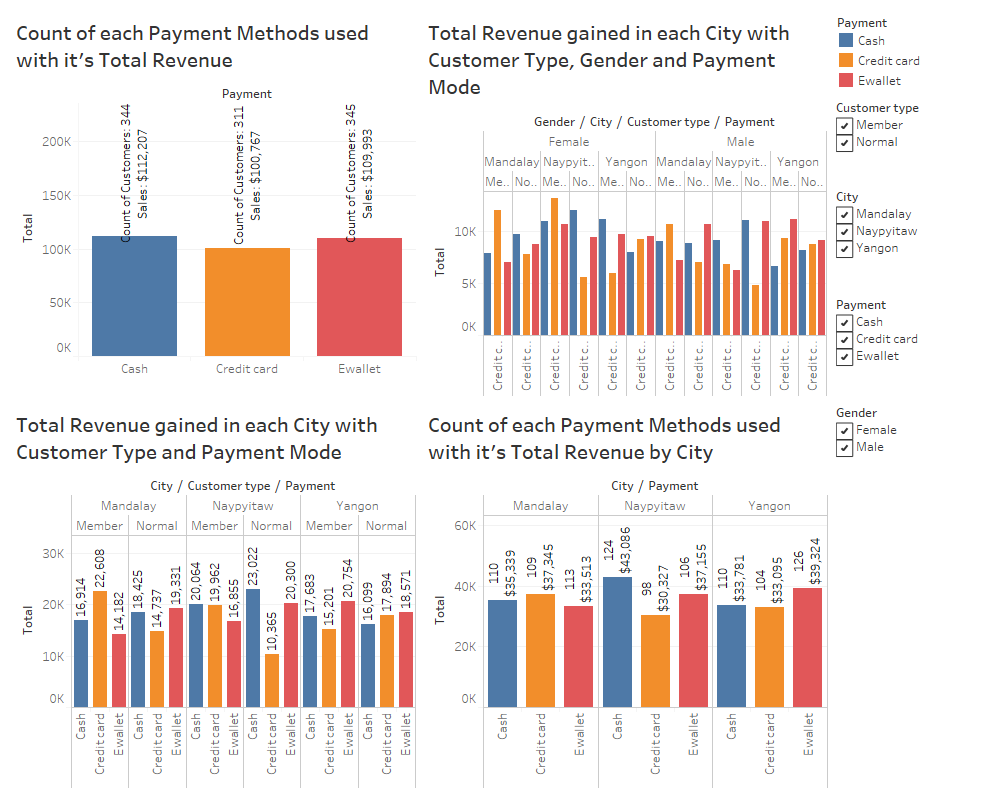 Count of each Payment Methods used
with it's Total Revenue
Payment
Total
200K
150K
100K
50K
0K
Count of Customers: 344
Sales: $112,207
Count of Customers: 311
Sales: $100,767
Count of Customers: 345
Sales: $109,993
Cash
Credit card
Ewallet
Total Revenue gained in each City with
Customer Type, Gender and Payment
Mode
Gender / City / Customer type / Payment
Female Male
Mandalay Naypyit.. Yangon Mandalay Naypyit.. Yangon
Me.. No.. Me.. No.. Me.. No.. Me.. No.. Me.. No.. Me.. No..
Total
10K
5K
0K
Credit c.. Credit c.. Credit c.. Credit c.. Credit c.. Credit c.. Credit c.. Credit c.. Credit c.. Credit c.. Credit c.. Credit c..
Payment
Cash
Credit card
Ewallet
Customer type
Member
Normal
City
Mandalay
Naypyitaw
Yangon
Payment
Cash
Credit card
Ewallet
Gender
Female
Male
Total Revenue gained in each City with
Customer Type and Payment Mode
City / Customer type / Payment
Mandalay Naypyitaw Yangon
Member Normal Member Normal Member Normal
Total
30K
20K
10K
0K
16,914 22,608 14,182 18,425 14,737 19,331 20,064 19,962 16,855 23,022 10,365 20,300 17,683 15,201 20,754 16,099 17,894 18,571
Cash Credit card Ewallet Cash Credit card Ewallet Cash Credit card Ewallet Cash Credit card Ewallet Cash Credit card Ewallet Cash Credit card Ewallet
Count of each Payment Methods used
with it's Total Revenue by City
City / Payment
Mandalay Naypyitaw Yangon
Total
60K
40K
20K
0K
110
$35,339
109
$37,345
113
$33,513
124
$43,086
98
$30,327
106
$37,155
110
$33,781
104
$33,095
126
$39,324
Cash Credit card Ewallet Cash Credit card Ewallet Cash Credit card Ewallet